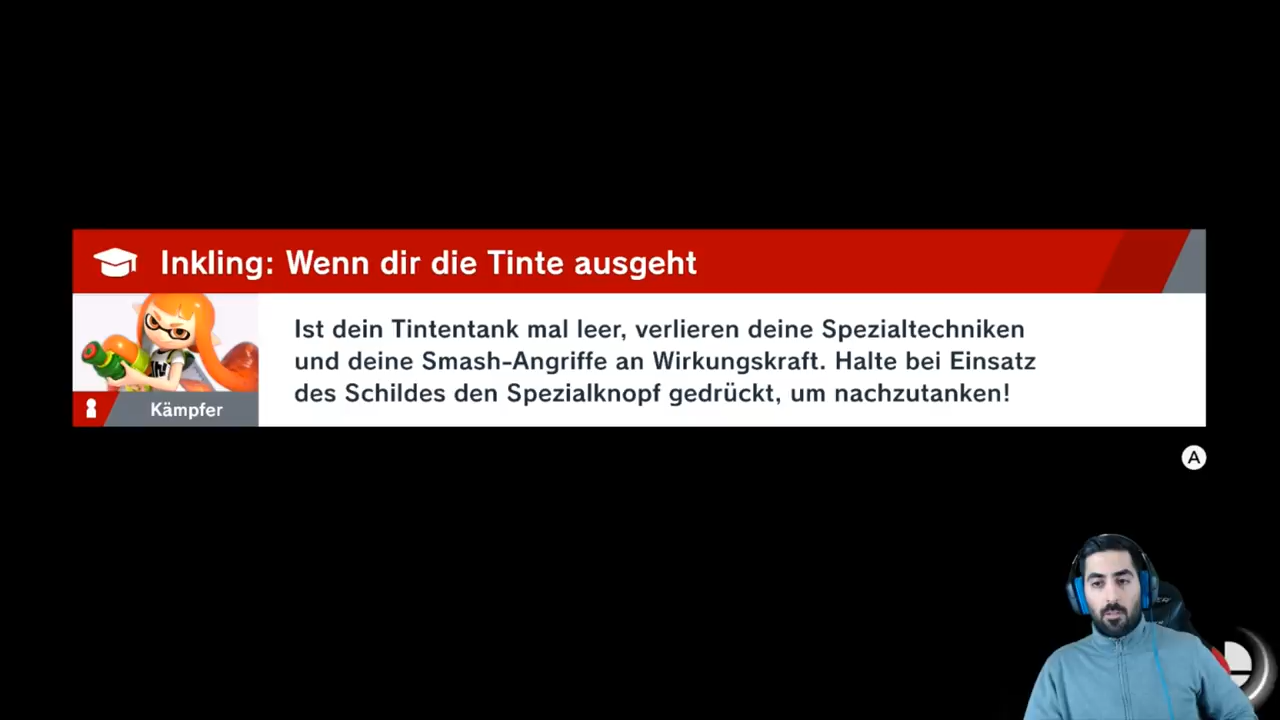 Inkling: Wenn dir die Tinte ausgeht
Ist dein Tintentank mal leer, verlieren deine Spezialtechniken
und deine Smash-Angriffe an Wirkungskraft. Halte bei Einsatz
des Schildes den Spezialknopf gedrückt, um nachzutanken!
Kämpfer
A